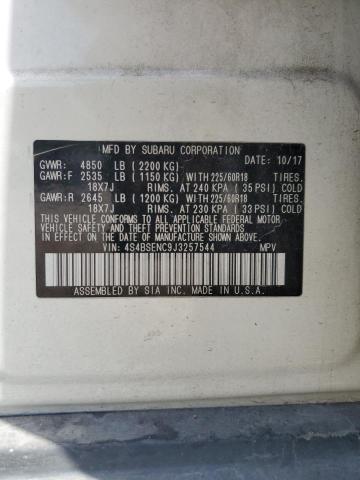 MFD BY SUBARU CORPORATION
GVWR: 4850 LB (2200 KG) DATE: 10/17
GAWR:F 2535 LB (1150 KG) WITH 225/60R18 TIRES.
18X7J RIMS. AT 240 KPA (35 PSI) COLD
GAWR:R 2645 LB (1200 KG) WITH 225/60R18 TIRES.
18X7J RIMS. AT 230 KPA (33 PSI) COLD
THIS VEHICLE CONFORMS TO ALL APPLICABLE FEDERAL MOTOR VEHICLE
SAFETY AND THEFT PREVENTION STANDARDS IN EFFECT ON THE DATE OF
MANUFACTURE SHOWN ABOVE.
VIN: 4S4BSENC9J3257544 MPV
ASSEMBLED BY SIA INC. MADE IN U.S.A.